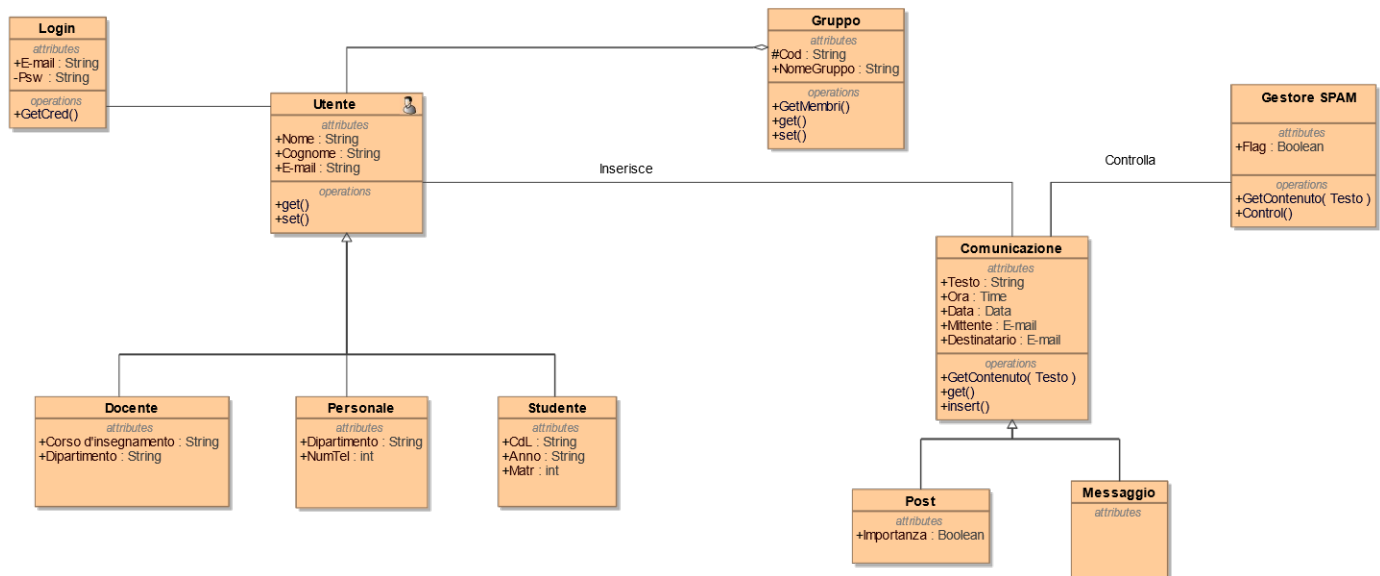 Login
attributes
+E-mail : String
-Psw : String
operations
+GetCred()
Gruppo
attributes
#Cod : String
+NomeGruppo : String
operations
+GetMembri()
+get()
+set()
Utente
attributes
+Nome : String
+Cognome : String
+E-mail : String
operations
+get()
+set()
Gestore SPAM
attributes
+Flag : Boolean
operations
+GetContenuto( Testo )
+Control()
Inserisce
Controlla
Comunicazione
attributes
+Testo : String
+Ora : Time
+Data : Data
+Mittente : E-mail
+Destinatario : E-mail
operations
+GetContenuto( Testo )
+get()
+insert()
Docente
attributes
+Corso d'insegnamento : String
+Dipartimento : String
Personale
attributes
+Dipartimento : String
+NumTel : int
Studente
attributes
+CdL : String
+Anno : String
+Matr : int
Post
attributes
+Importanza : Boolean
Messaggio
attributes